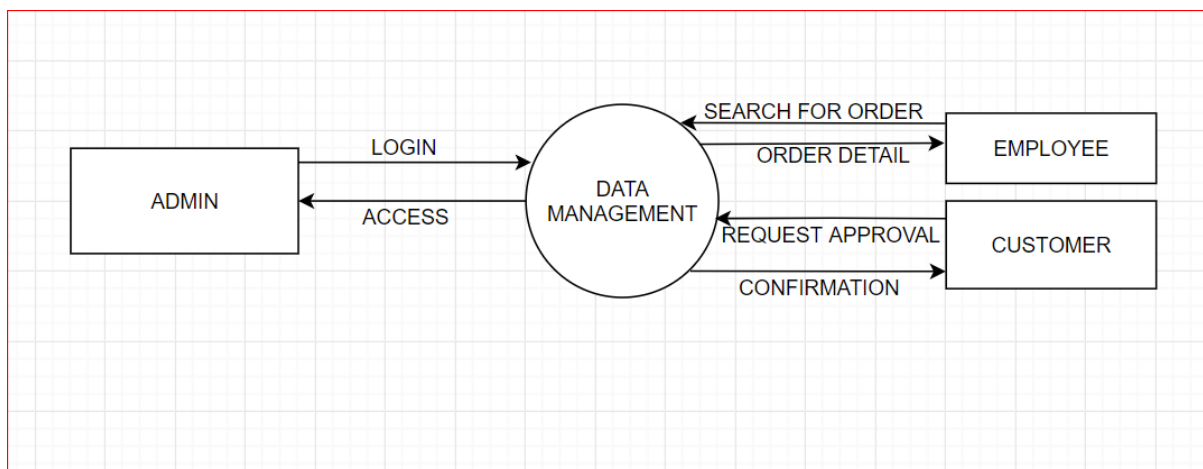 SEARCH FOR ORDER
LOGIN
ORDER DETAIL
EMPLOYEE
ADMIN
DATA
MANAGEMENT
ACCESS
REQUEST APPROVAL
CUSTOMER
CONFIRMATION